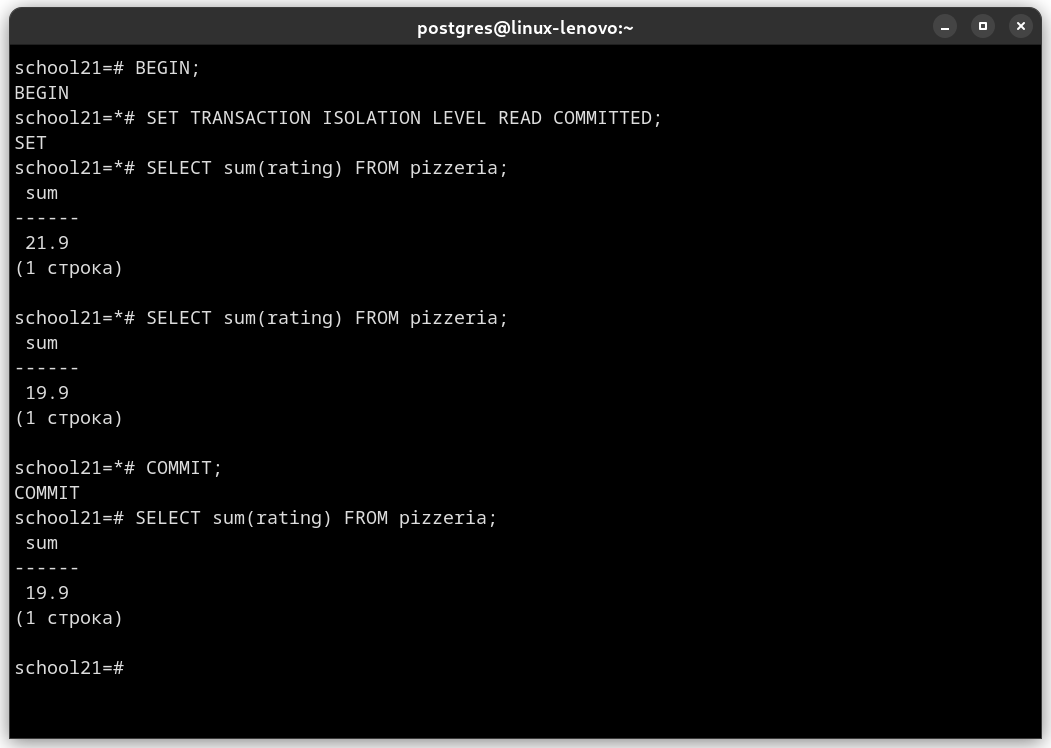 postgres@linux-lenovo:~
school21=# BEGIN;
BEGIN
school21=*# SET TRANSACTION ISOLATION LEVEL READ COMMITTED;
SET
school21=*# SELECT sum(rating) FROM pizzeria;
 sum
------
 21.9
(1 строка)

school21=*# SELECT sum(rating) FROM pizzeria;
 sum
------
 19.9
(1 строка)

school21=*# COMMIT;
COMMIT
school21=# SELECT sum(rating) FROM pizzeria;
 sum
------
 19.9
(1 строка)

school21=#